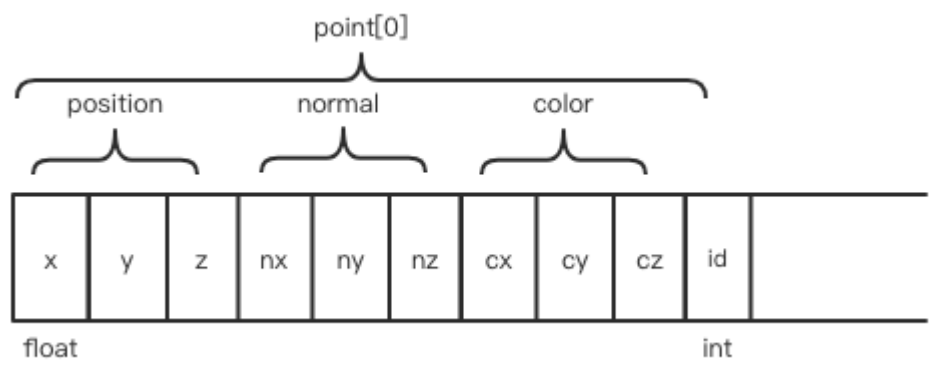 point[0]
position normal color
x y z nx ny nz cx cy cz id
float int